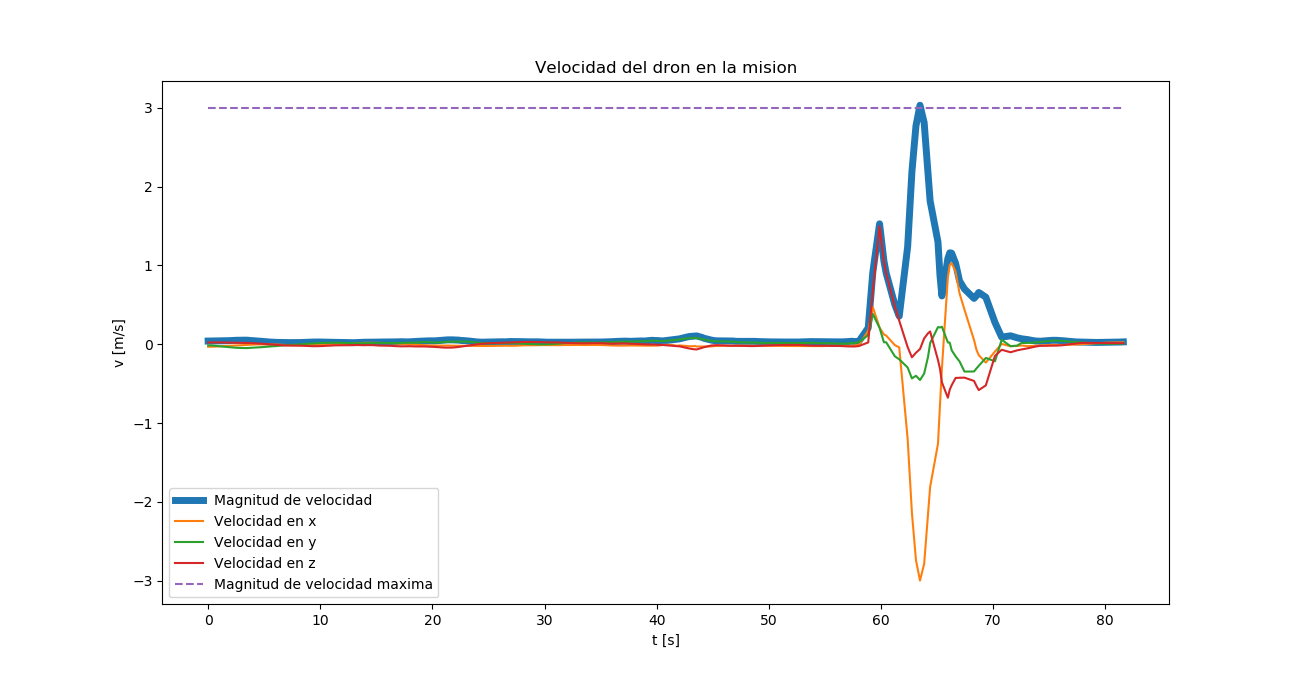 Velocidad del dron en la mision
3
2
1
0
−1
−2
−3
v [m/s]
Magnitud de velocidad
Velocidad en x
Velocidad en y
Velocidad en z
Magnitud de velocidad maxima
0 10 20 30 40 50 60 70 80
t [s]